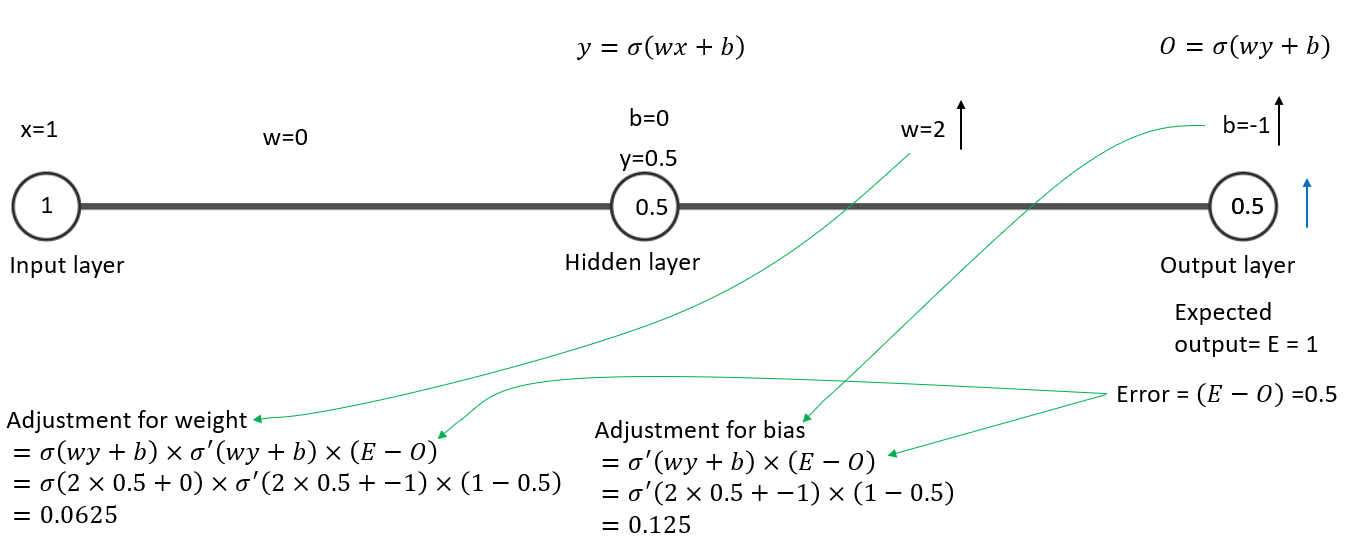 y = σ(wx + b)
O = σ(wy + b)
x=1
w=0
b=0
y=0.5
w=2
b=-1
1
0.5
0.5
Input layer
Hidden layer
Output layer
Expected
output= E = 1
Error = (E − O) =0.5
Adjustment for weight
= σ(wy + b) × σ′(wy + b) × (E − O)
= σ(2 × 0.5 + 0) × σ′(2 × 0.5 + −1) × (1 − 0.5)
= 0.0625
Adjustment for bias
= σ′(wy + b) × (E − O)
= σ′(2 × 0.5 + −1) × (1 − 0.5)
= 0.125